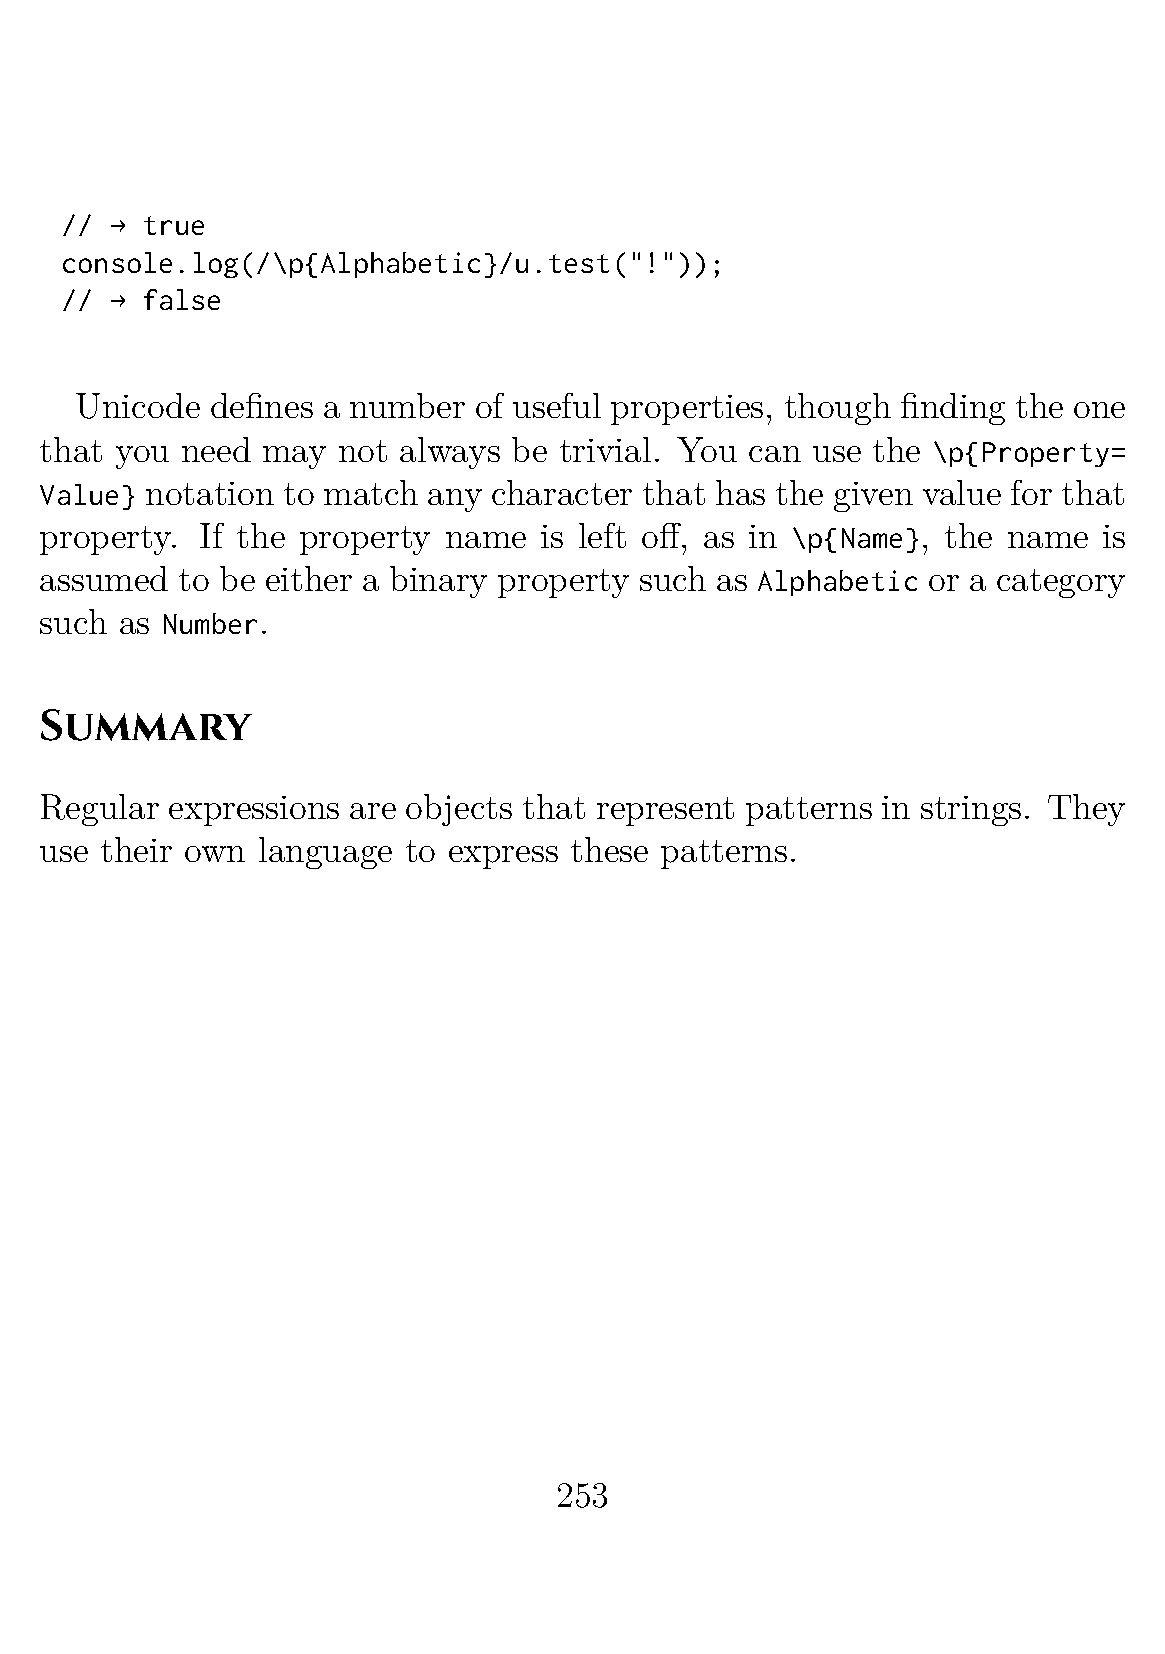 // → true
console.log(/\p{Alphabetic}/u.test("!"));
// → false
Unicode defines a number of useful properties, though finding the one
that you need may not always be trivial. You can use the \p{Property=
Value} notation to match any character that has the given value for that
property. If the property name is left off, as in \p{Name}, the name is
assumed to be either a binary property such as Alphabetic or a category
such as Number.
Summary
Regular expressions are objects that represent patterns in strings. They
use their own language to express these patterns.
253